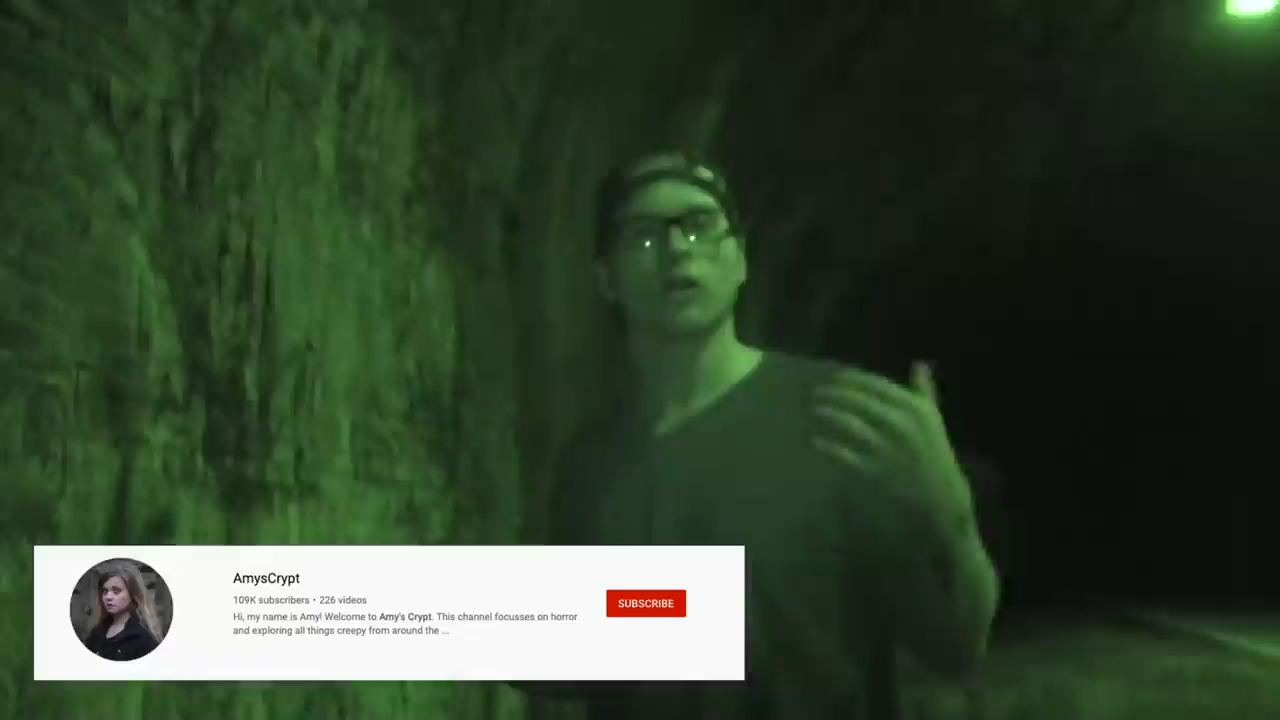 AmysCrypt
109K subscribers • 226 videos
Hi, my name is Amy! Welcome to Amy's Crypt. This channel focusses on horror
and exploring all things creepy from around the ...
SUBSCRIBE